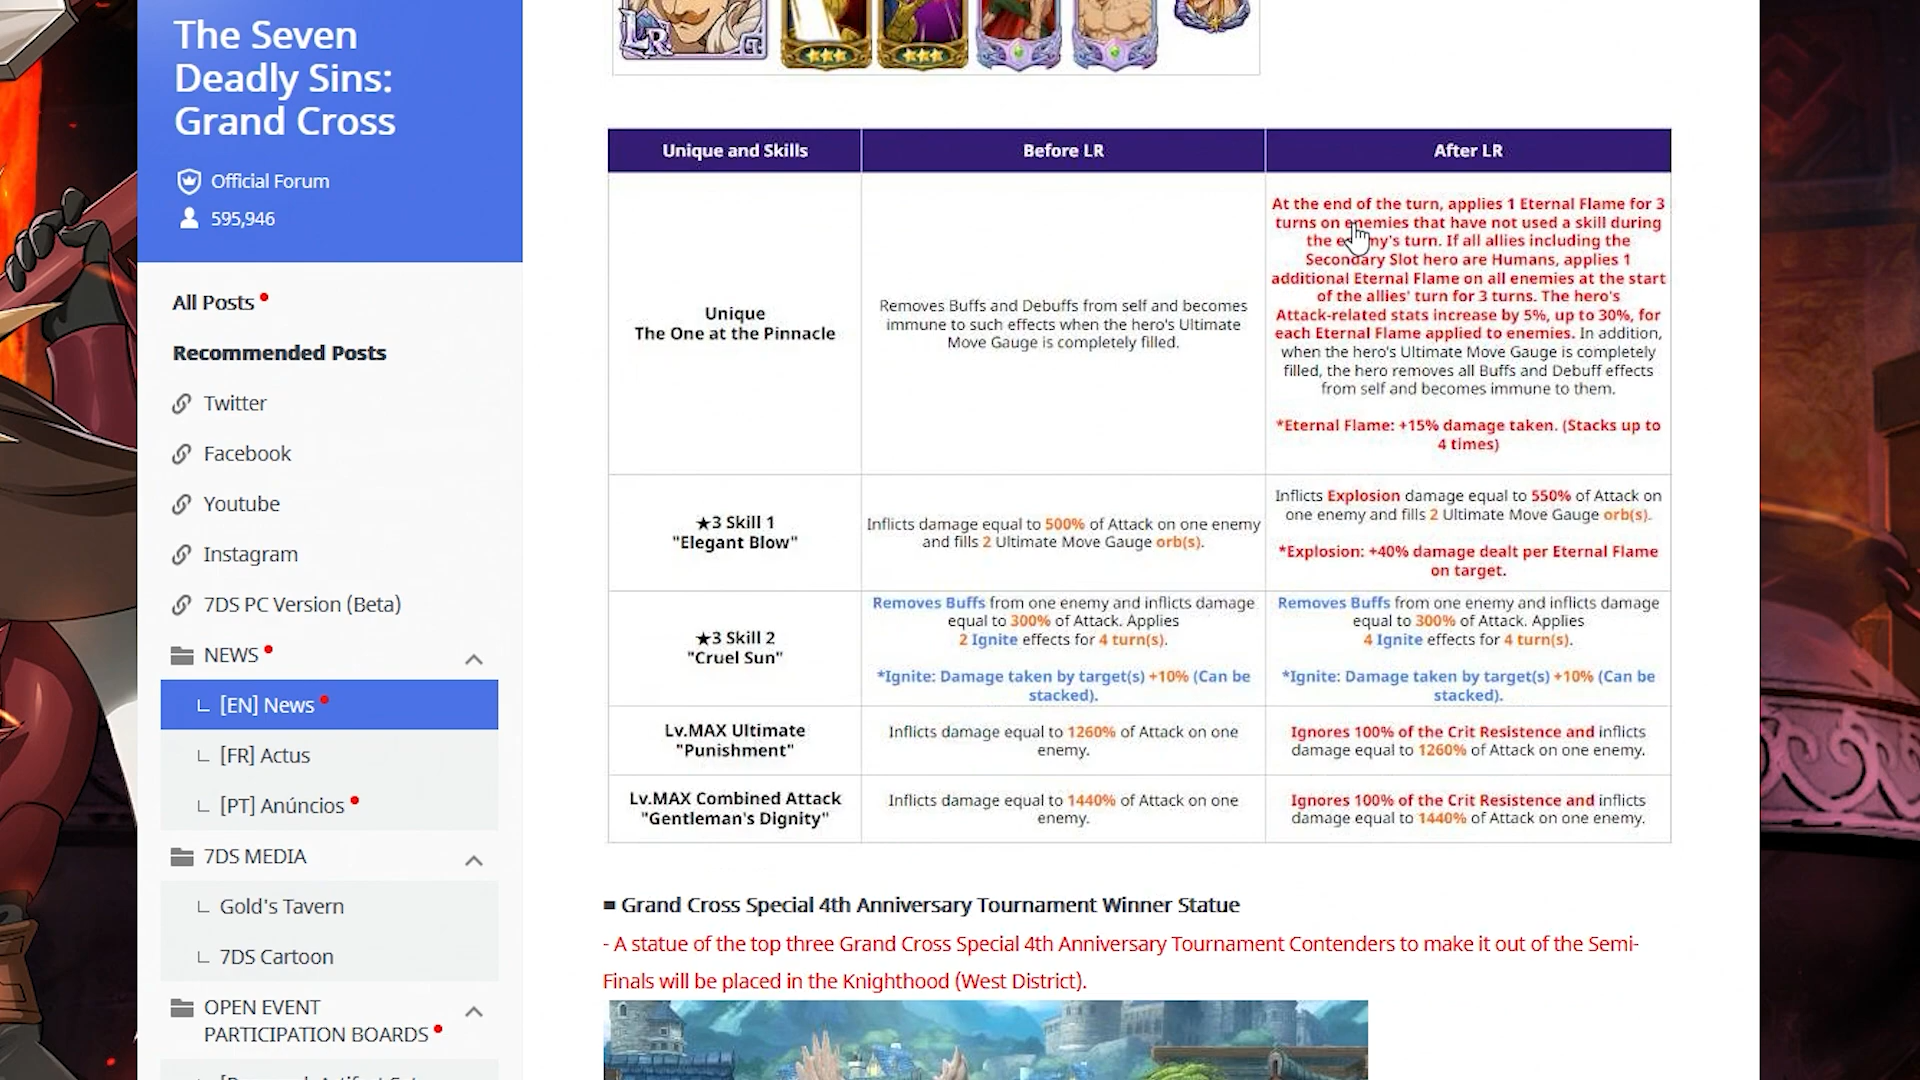 The Seven
Deadly Sins:
Grand Cross
Official Forum
595,946
All Posts
Recommended Posts
Twitter
Facebook
Youtube
Instagram
7DS PC Version (Beta)
NEWS
[EN] News
[FR] Actus
[PT] Anúncios
7DS MEDIA
Gold's Tavern
7DS Cartoon
OPEN EVENT
PARTICIPATION BOARDS
LR
Unique and Skills
Before LR
After LR
Unique
The One at the Pinnacle
Removes Buffs and Debuffs from self and becomes
immune to such effects when the hero's Ultimate
Move Gauge is completely filled.
At the end of the turn, applies 1 Eternal Flame for 3
turns on enemies that have not used a skill during
the enemy's turn. If all allies including the
Secondary Slot hero are Humans, applies 1
additional Eternal Flame on all enemies at the start
of the allies' turn for 3 turns. The hero's
Attack-related stats increase by 5%, up to 30%, for
each Eternal Flame applied to enemies. In addition,
when the hero's Ultimate Move Gauge is completely
filled, the hero removes all Buffs and Debuff effects
from self and becomes immune to them.
*Eternal Flame: +15% damage taken. (Stacks up to
4 times)
★3 Skill 1
"Elegant Blow"
Inflicts damage equal to 500% of Attack on one enemy
and fills 2 Ultimate Move Gauge orb(s).
Inflicts Explosion damage equal to 550% of Attack on
one enemy and fills 2 Ultimate Move Gauge orb(s).
*Explosion: +40% damage dealt per Eternal Flame
on target.
★3 Skill 2
"Cruel Sun"
Removes Buffs from one enemy and inflicts damage
equal to 300% of Attack. Applies
2 Ignite effects for 4 turn(s).
*Ignite: Damage taken by target(s) +10% (Can be
stacked).
Removes Buffs from one enemy and inflicts damage
equal to 300% of Attack. Applies
4 Ignite effects for 4 turn(s).
*Ignite: Damage taken by target(s) +10% (Can be
stacked).
Lv.MAX Ultimate
"Punishment"
Inflicts damage equal to 1260% of Attack on one
enemy.
Ignores 100% of the Crit Resistence and inflicts
damage equal to 1260% of Attack on one enemy.
Lv.MAX Combined Attack
"Gentleman's Dignity"
Inflicts damage equal to 1440% of Attack on one
enemy.
Ignores 100% of the Crit Resistence and inflicts
damage equal to 1440% of Attack on one enemy.
■ Grand Cross Special 4th Anniversary Tournament Winner Statue
- A statue of the top three Grand Cross Special 4th Anniversary Tournament Contenders to make it out of the Semi-
Finals will be placed in the Knighthood (West District).